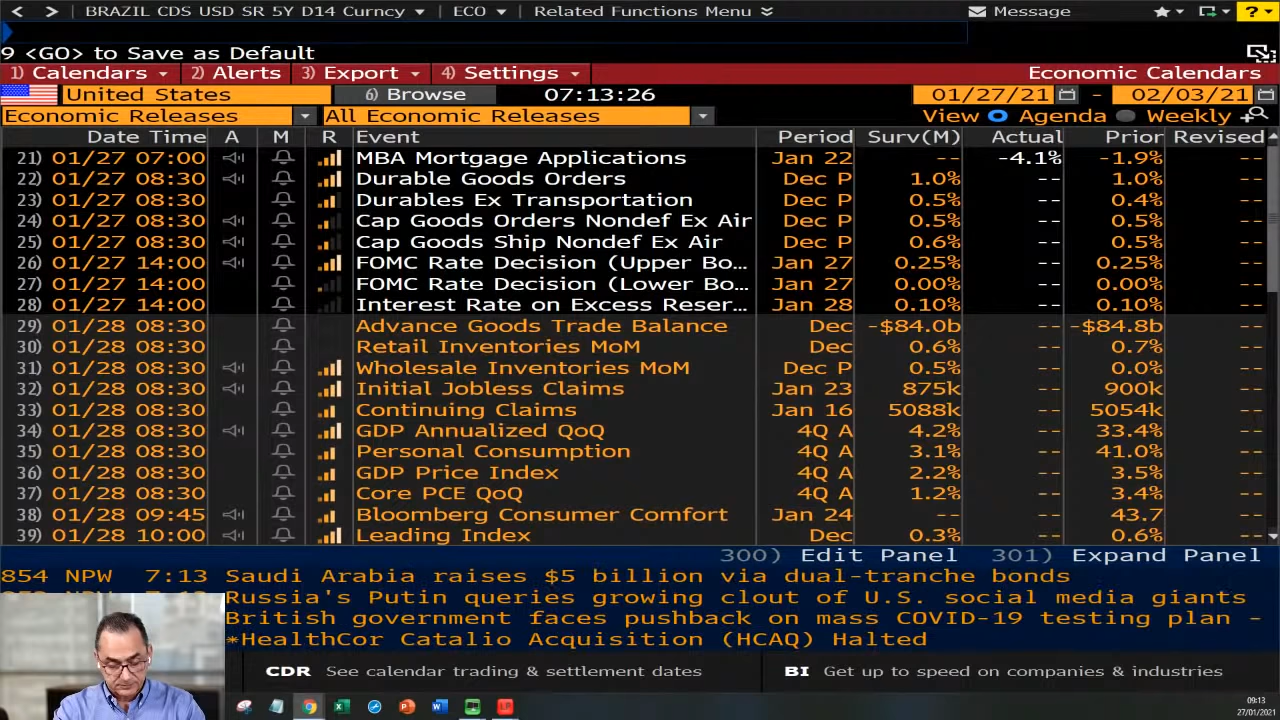 BRAZIL CDS USD SR 5Y D14 Curncy ECO Related Functions Menu Message ?
9 <GO> to Save as Default
1) Calendars 2) Alerts 3) Export 4) Settings Economic Calendars
United States 6) Browse 07:13:26 01/27/21 - 02/03/21
Economic Releases All Economic Releases View Agenda Weekly
Date Time A M R Event Period Surv(M) Actual Prior Revised
21) 01/27 07:00 MBA Mortgage Applications Jan 22 -- -4.1% -1.9% --
22) 01/27 08:30 Durable Goods Orders Dec P 1.0% -- 1.0% --
23) 01/27 08:30 Durables Ex Transportation Dec P 0.5% -- 0.4% --
24) 01/27 08:30 Cap Goods Orders Nondef Ex Air Dec P 0.5% -- 0.5% --
25) 01/27 08:30 Cap Goods Ship Nondef Ex Air Dec P 0.6% -- 0.5% --
26) 01/27 14:00 FOMC Rate Decision (Upper Bo... Jan 27 0.25% -- 0.25% --
27) 01/27 14:00 FOMC Rate Decision (Lower Bo... Jan 27 0.00% -- 0.00% --
28) 01/27 14:00 Interest Rate on Excess Reser... Jan 28 0.10% -- 0.10% --
29) 01/28 08:30 Advance Goods Trade Balance Dec -$84.0b -- -$84.8b --
30) 01/28 08:30 Retail Inventories MoM Dec 0.6% -- 0.7% --
31) 01/28 08:30 Wholesale Inventories MoM Dec P 0.5% -- 0.0% --
32) 01/28 08:30 Initial Jobless Claims Jan 23 875k -- 900k --
33) 01/28 08:30 Continuing Claims Jan 16 5088k -- 5054k --
34) 01/28 08:30 GDP Annualized QoQ 4Q A 4.2% -- 33.4% --
35) 01/28 08:30 Personal Consumption 4Q A 3.1% -- 41.0% --
36) 01/28 08:30 GDP Price Index 4Q A 2.2% -- 3.5% --
37) 01/28 08:30 Core PCE QoQ 4Q A 1.2% -- 3.4% --
38) 01/28 09:45 Bloomberg Consumer Comfort Jan 24 -- -- 43.7 --
39) 01/28 10:00 Leading Index Dec 0.3% -- 0.6% --
300) Edit Panel 301) Expand Panel
854 NPW 7:13 Saudi Arabia raises $5 billion via dual-tranche bonds
Russia's Putin queries growing clout of U.S. social media giants
British government faces pushback on mass COVID-19 testing plan -
*HealthCor Catalio Acquisition (HCAQ) Halted
CDR See calendar trading & settlement dates BI Get up to speed on companies & industries
09:13
27/01/2021